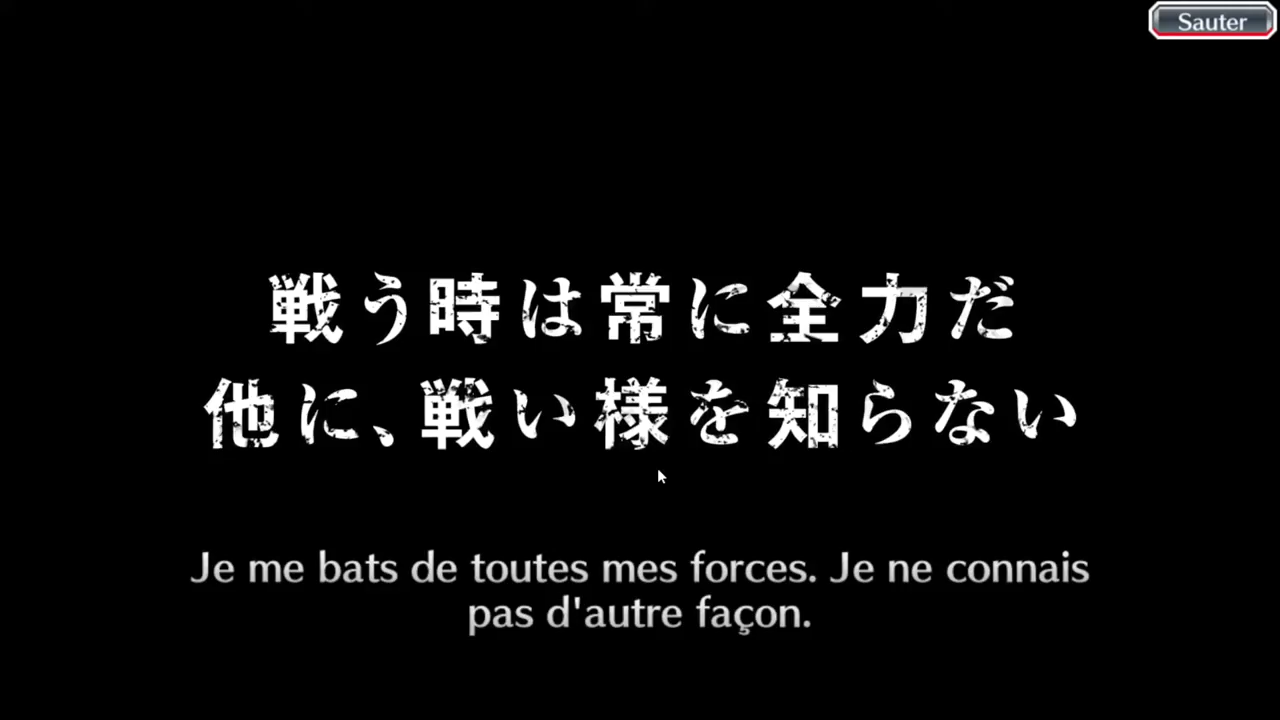 Sauter
戦う時は常に全力だ
他に、戦い様を知らない
Je me bats de toutes mes forces. Je ne connais
pas d'autre façon.